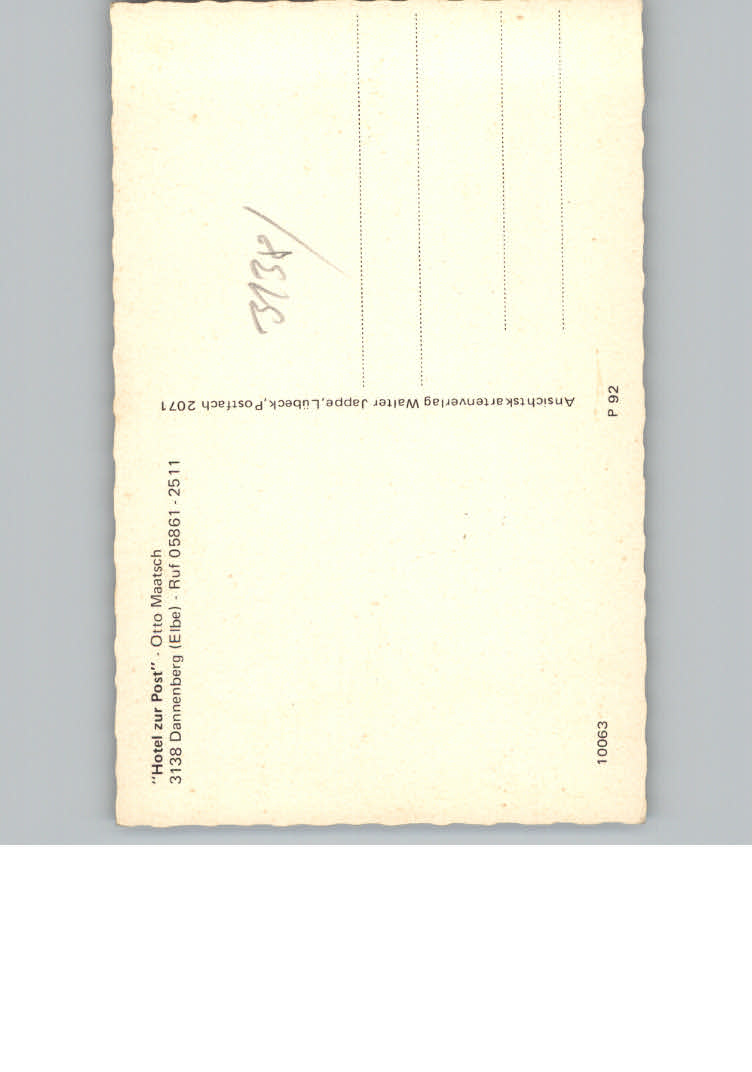 "Hotel zur Post" - Otto Maatsch
3138 Dannenberg (Elbe) - Ruf 05861 - 2511
10063
Ansichtskartenverlag Walter Jappe, Lübeck, Postfach 2071
P 92
3138/